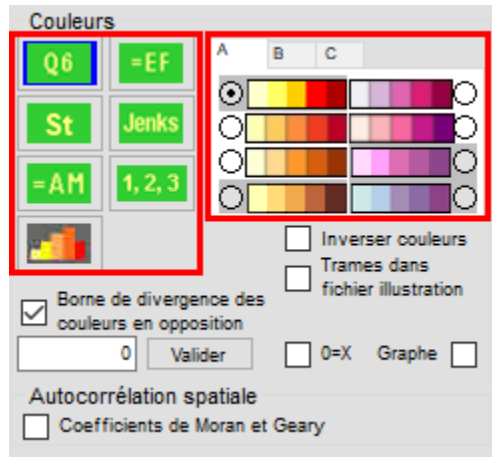 Couleurs
Q6 =EF
St Jenks
=AM 1,2,3
A B C
Inverser couleurs
Trames dans
fichier illustration
Borne de divergence des
couleurs en opposition
0 Valider
0=X Graphe
Autocorrélation spatiale
Coefficients de Moran et Geary